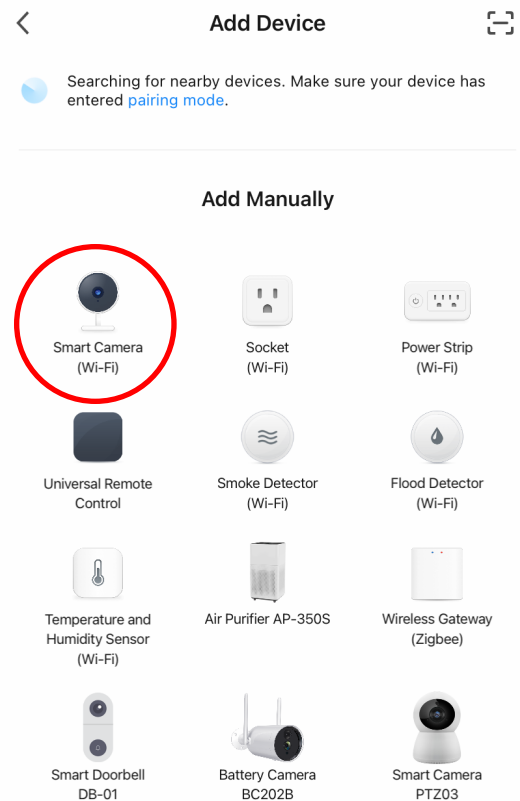 Add Device
Searching for nearby devices. Make sure your device has
entered pairing mode.
Add Manually
Smart Camera
(Wi-Fi)
Socket
(Wi-Fi)
Power Strip
(Wi-Fi)
Universal Remote
Control
Smoke Detector
(Wi-Fi)
Flood Detector
(Wi-Fi)
Temperature and
Humidity Sensor
(Wi-Fi)
Air Purifier AP-350S
Wireless Gateway
(Zigbee)
Smart Doorbell
DB-01
Battery Camera
BC202B
Smart Camera
PTZ03